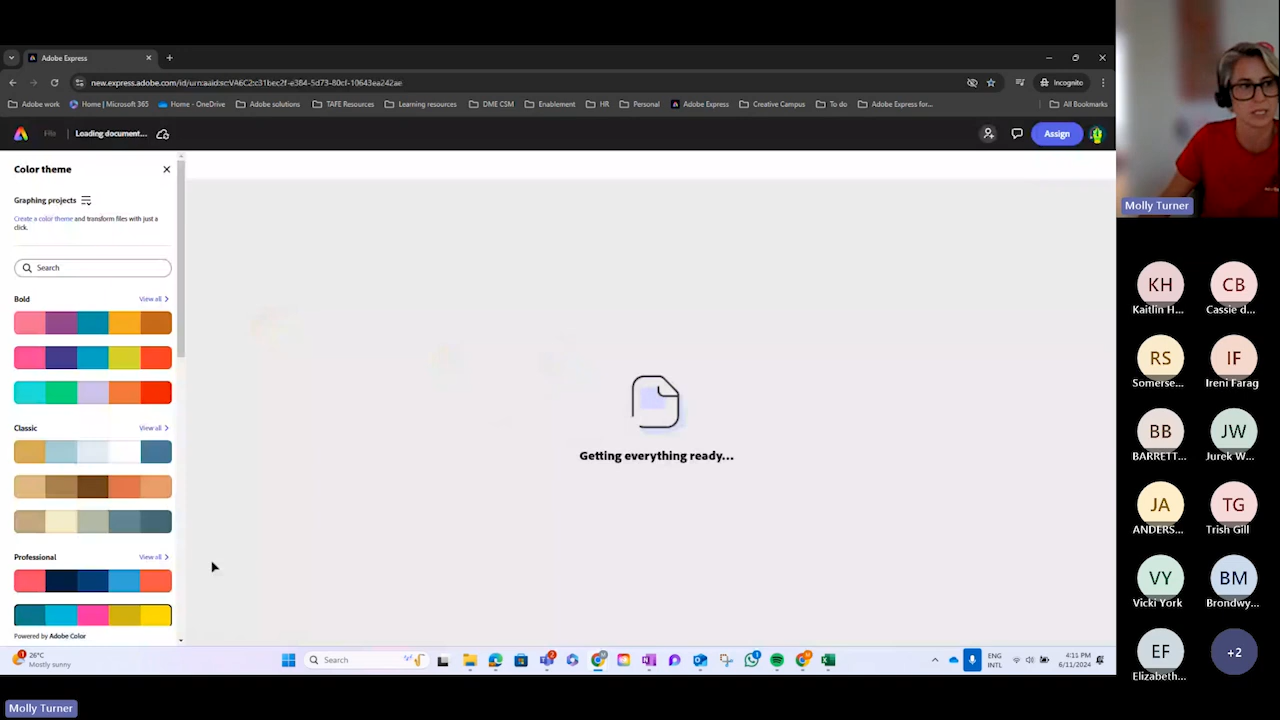 Adobe Express
new.express.adobe.com/id/urn:aaid:sc:VA6C2:c31bec2f-e384-5d73-80cf-10643ea242ae
Incognito
Adobe work
Home | Microsoft 365
Home - OneDrive
Adobe solutions
TAFE Resources
Learning resources
DME CSM
Enablement
HR
Personal
Adobe Express
Creative Campus
To do
Adobe Express for...
All Bookmarks
File
Loading document...
Assign
Color theme
Graphing projects
Create a color theme and transform files with just a
click.
Search
Bold
View all
Classic
View all
Professional
View all
Powered by Adobe Color
Getting everything ready...
26°C
Mostly sunny
Search
ENG
INTL
4:11 PM
6/11/2024
Molly Turner
Molly Turner
KH
Kaitlin H...
CB
Cassie d...
RS
Somerse...
IF
Ireni Farag
BB
BARRETT...
JW
Jurek W...
JA
ANDERS...
TG
Trish Gill
VY
Vicki York
BM
Brondwy...
EF
Elizabeth...
+2